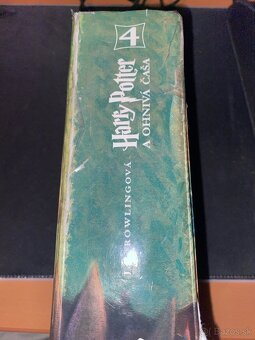 4
Harry Potter
A OHNIVÁ ČAŠA
ROWLINGOVÁ